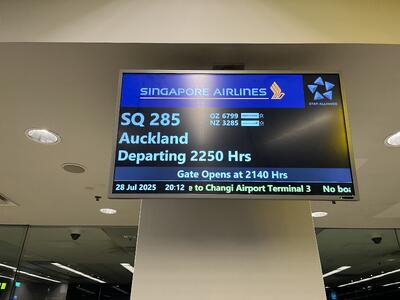 SINGAPORE AIRLINES
STAR ALLIANCE
SQ 285
OZ 6799
NZ 3285
Auckland
Departing 2250 Hrs
Gate Opens at 2140 Hrs
28 Jul 2025 20:12 e to Changi Airport Terminal 3 No boa